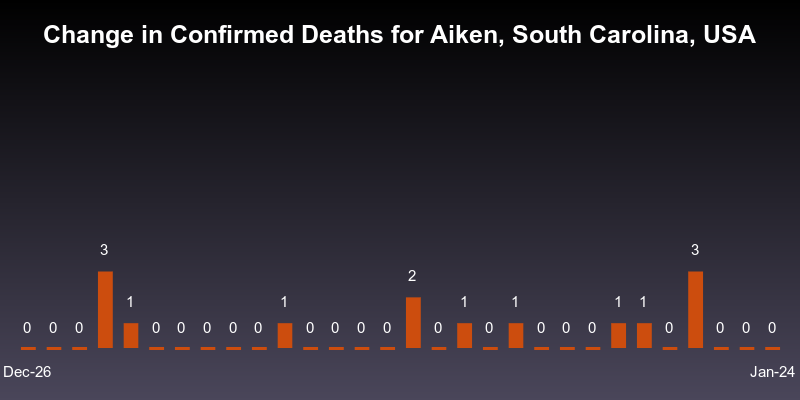 Change in Confirmed Deaths for Aiken, South Carolina, USA
0 0 0 3 1 0 0 0 0 0 1 0 0 0 0 2 0 1 0 1 0 0 0 1 1 0 3 0 0 0
Dec-26 Jan-24